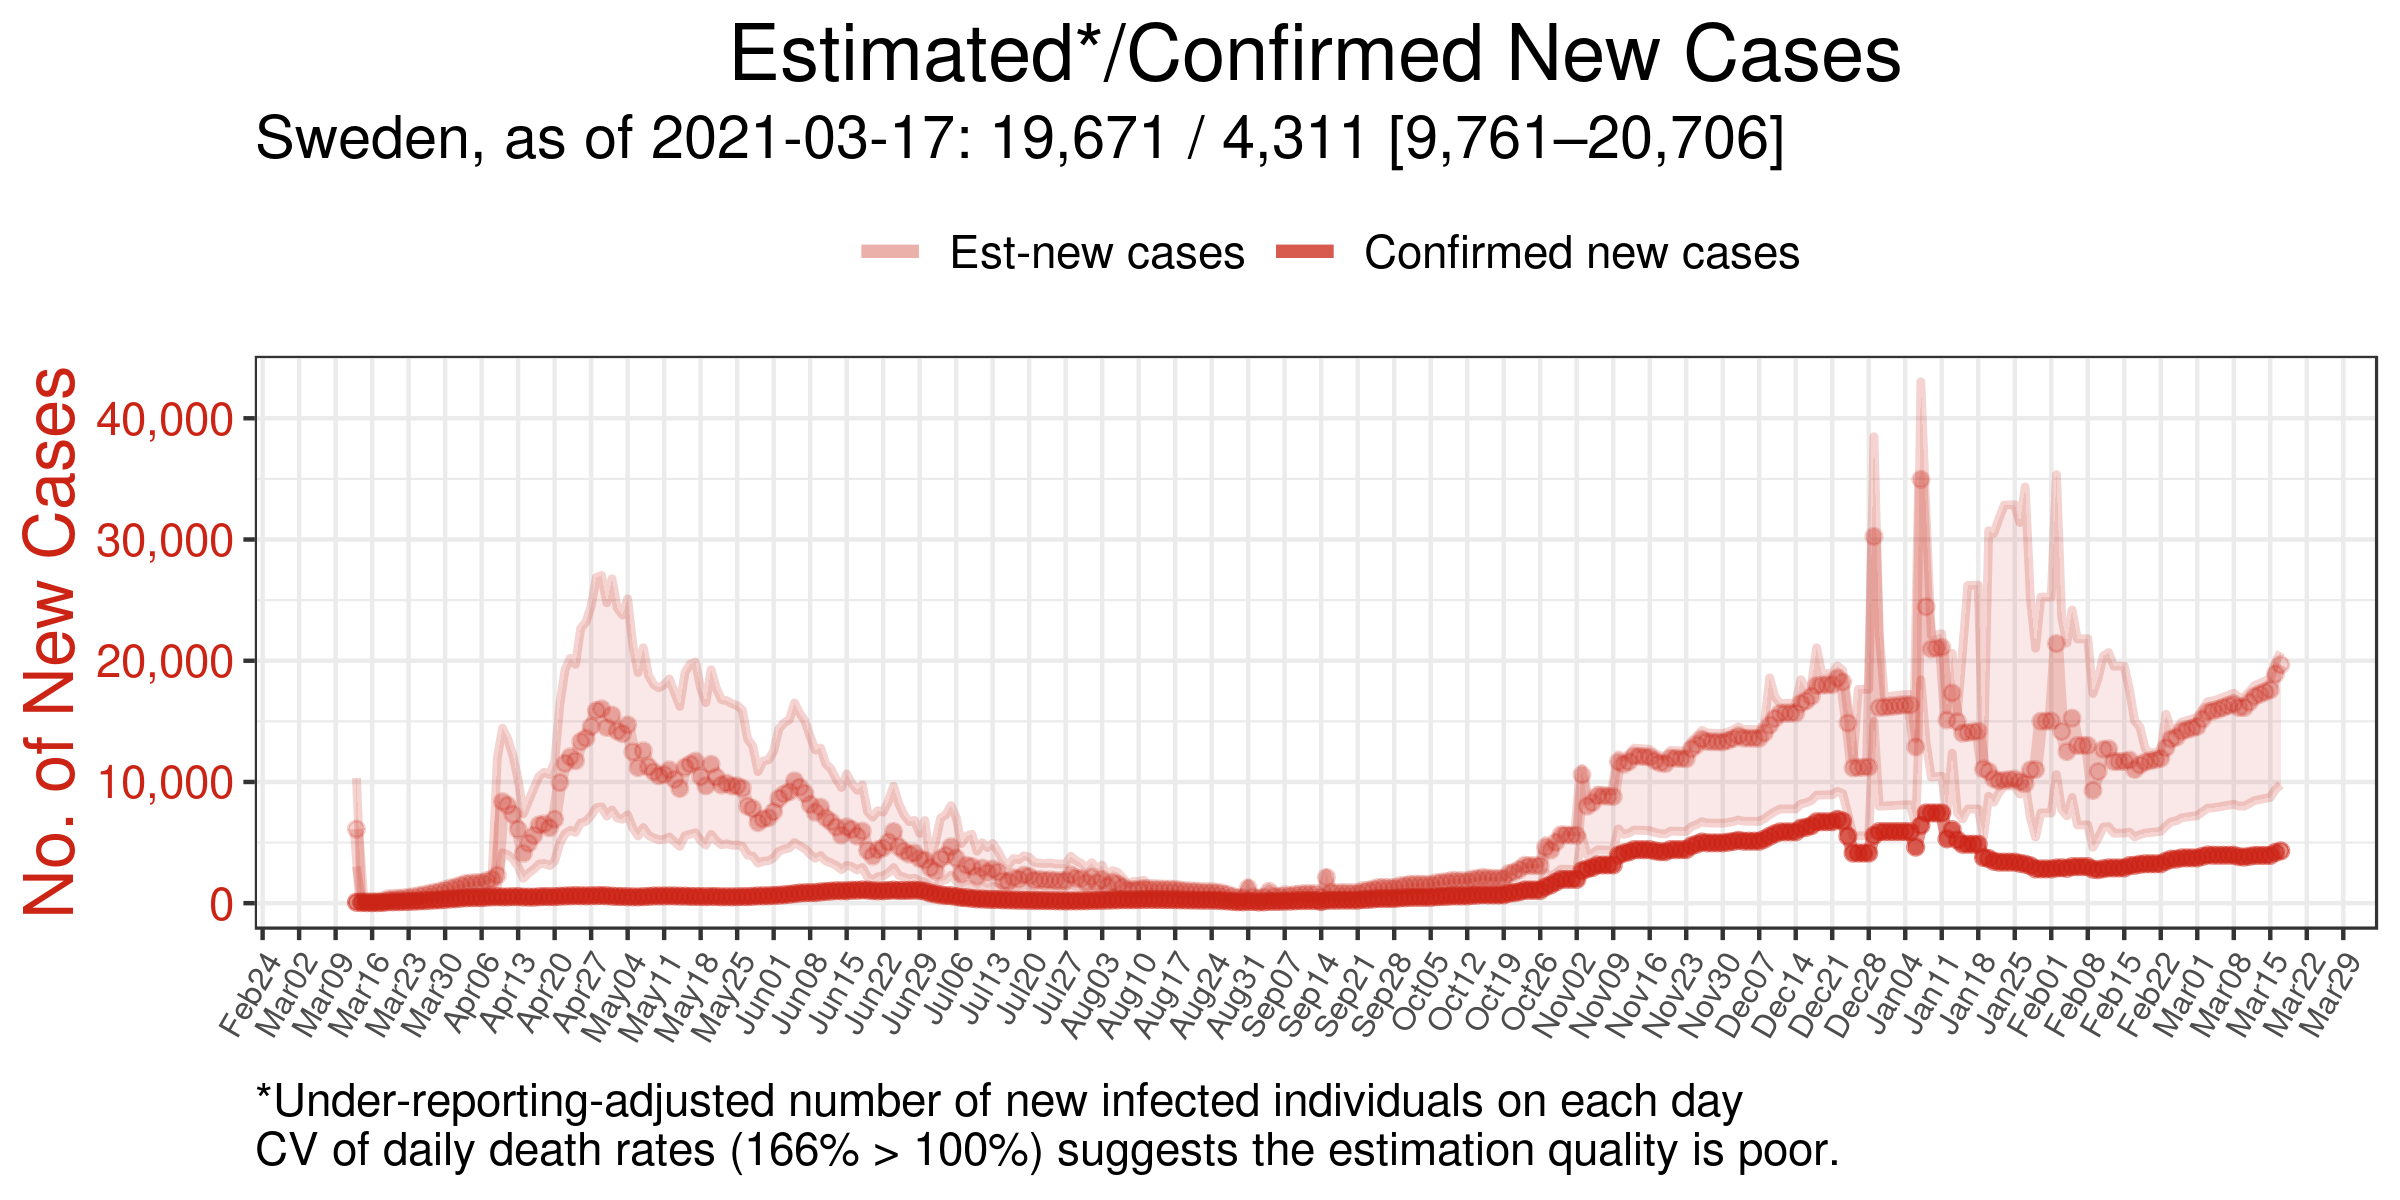 Estimated*/Confirmed New Cases
Sweden, as of 2021-03-17: 19,671 / 4,311 [9,761–20,706]
Est-new cases
Confirmed new cases
No. of New Cases
40,000
30,000
20,000
10,000
0
Feb24
Mar02
Mar09
Mar16
Mar23
Mar30
Apr06
Apr13
Apr20
Apr27
May04
May11
May18
May25
Jun01
Jun08
Jun15
Jun22
Jun29
Jul06
Jul13
Jul20
Jul27
Aug03
Aug10
Aug17
Aug24
Aug31
Sep07
Sep14
Sep21
Sep28
Oct05
Oct12
Oct19
Oct26
Nov02
Nov09
Nov16
Nov23
Nov30
Dec07
Dec14
Dec21
Dec28
Jan04
Jan11
Jan18
Jan25
Feb01
Feb08
Feb15
Feb22
Mar01
Mar08
Mar15
Mar22
Mar29
*Under-reporting-adjusted number of new infected individuals on each day
CV of daily death rates (166% > 100%) suggests the estimation quality is poor.